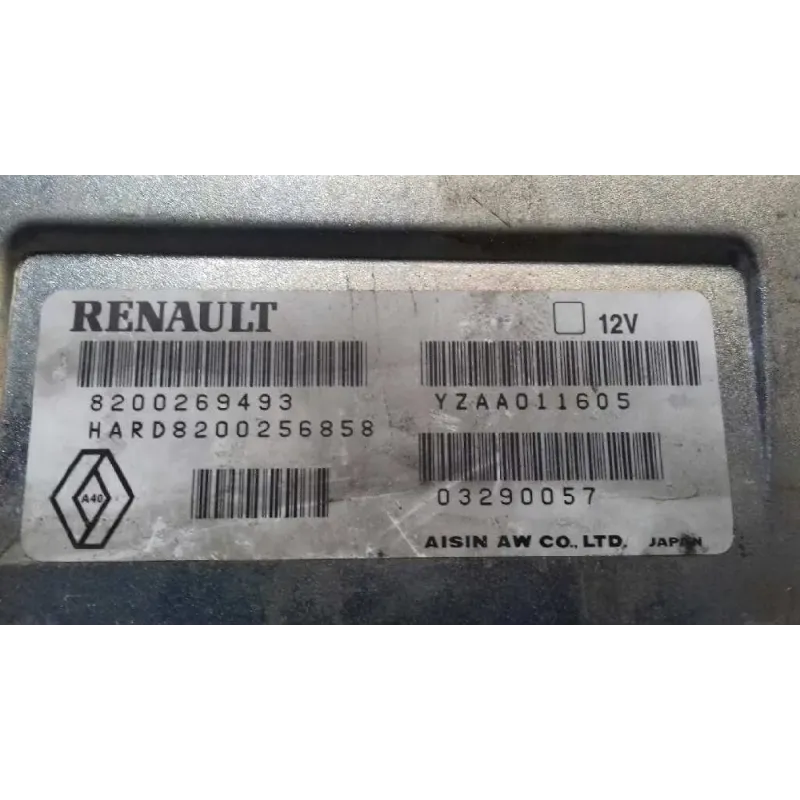 RENAULT
12V
8200269493
HARD8200256858
YZAA011605
03290057
A40
AISIN AW CO., LTD. JAPAN